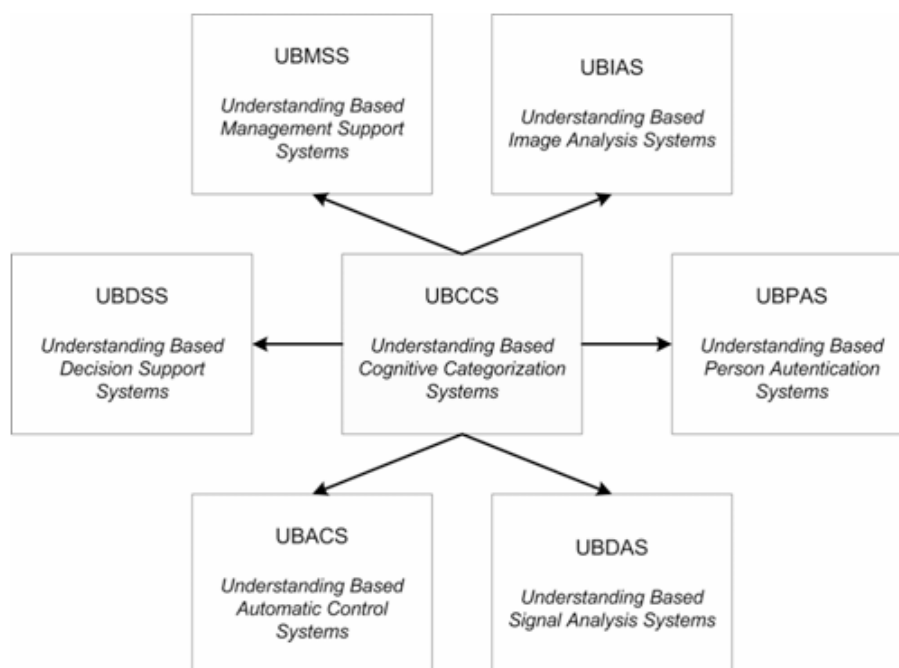 UBMSS
Understanding Based
Management Support
Systems
UBIAS
Understanding Based
Image Analysis Systems
UBDSS
Understanding Based
Decision Support
Systems
UBCCS
Understanding Based
Cognitive Categorization
Systems
UBPAS
Understanding Based
Person Autentication
Systems
UBACS
Understanding Based
Automatic Control
Systems
UBDAS
Understanding Based
Signal Analysis Systems